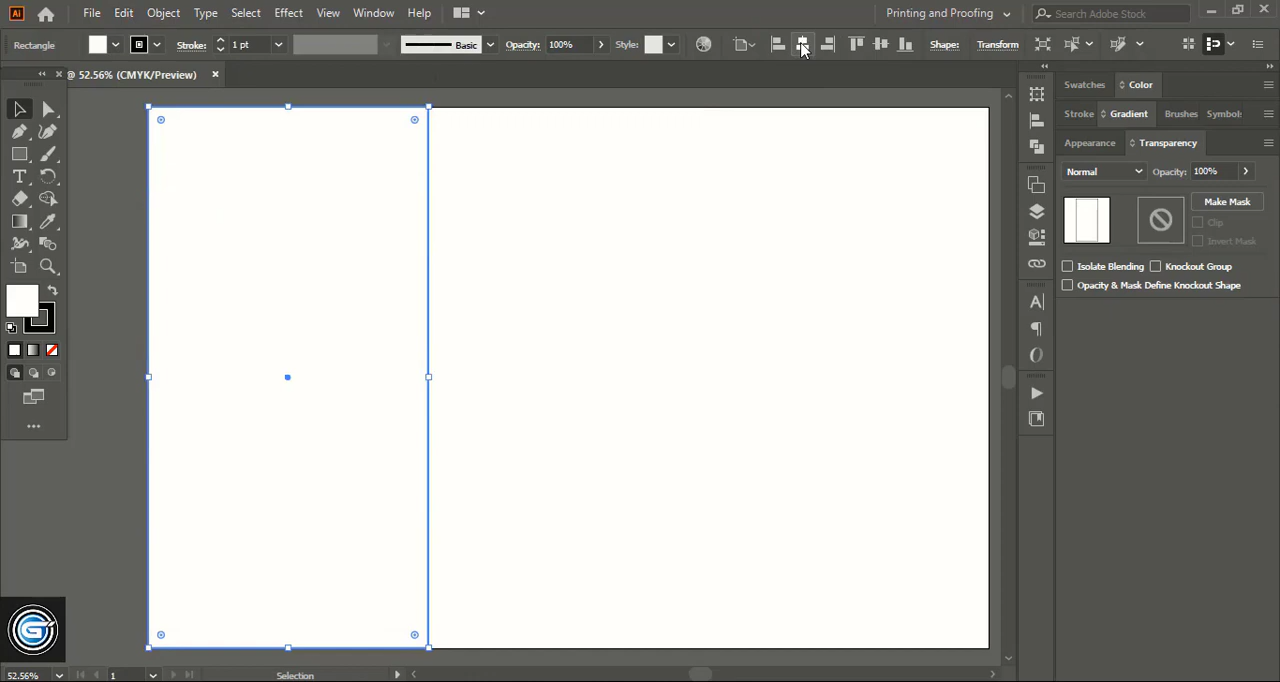 Ai File Edit Object Type Select Effect View Window Help Printing and Proofing Search Adobe Stock
Rectangle Stroke: 1 pt Basic Opacity: 100% Style: Shape: Transform
@ 52.56% (CMYK/Preview)
Swatches Color
Stroke Gradient Brushes Symbol:
Appearance Transparency
Normal Opacity: 100%
Make Mask
Clip
Invert Mask
Isolate Blending Knockout Group
Opacity & Mask Define Knockout Shape
52.56% 1 Selection